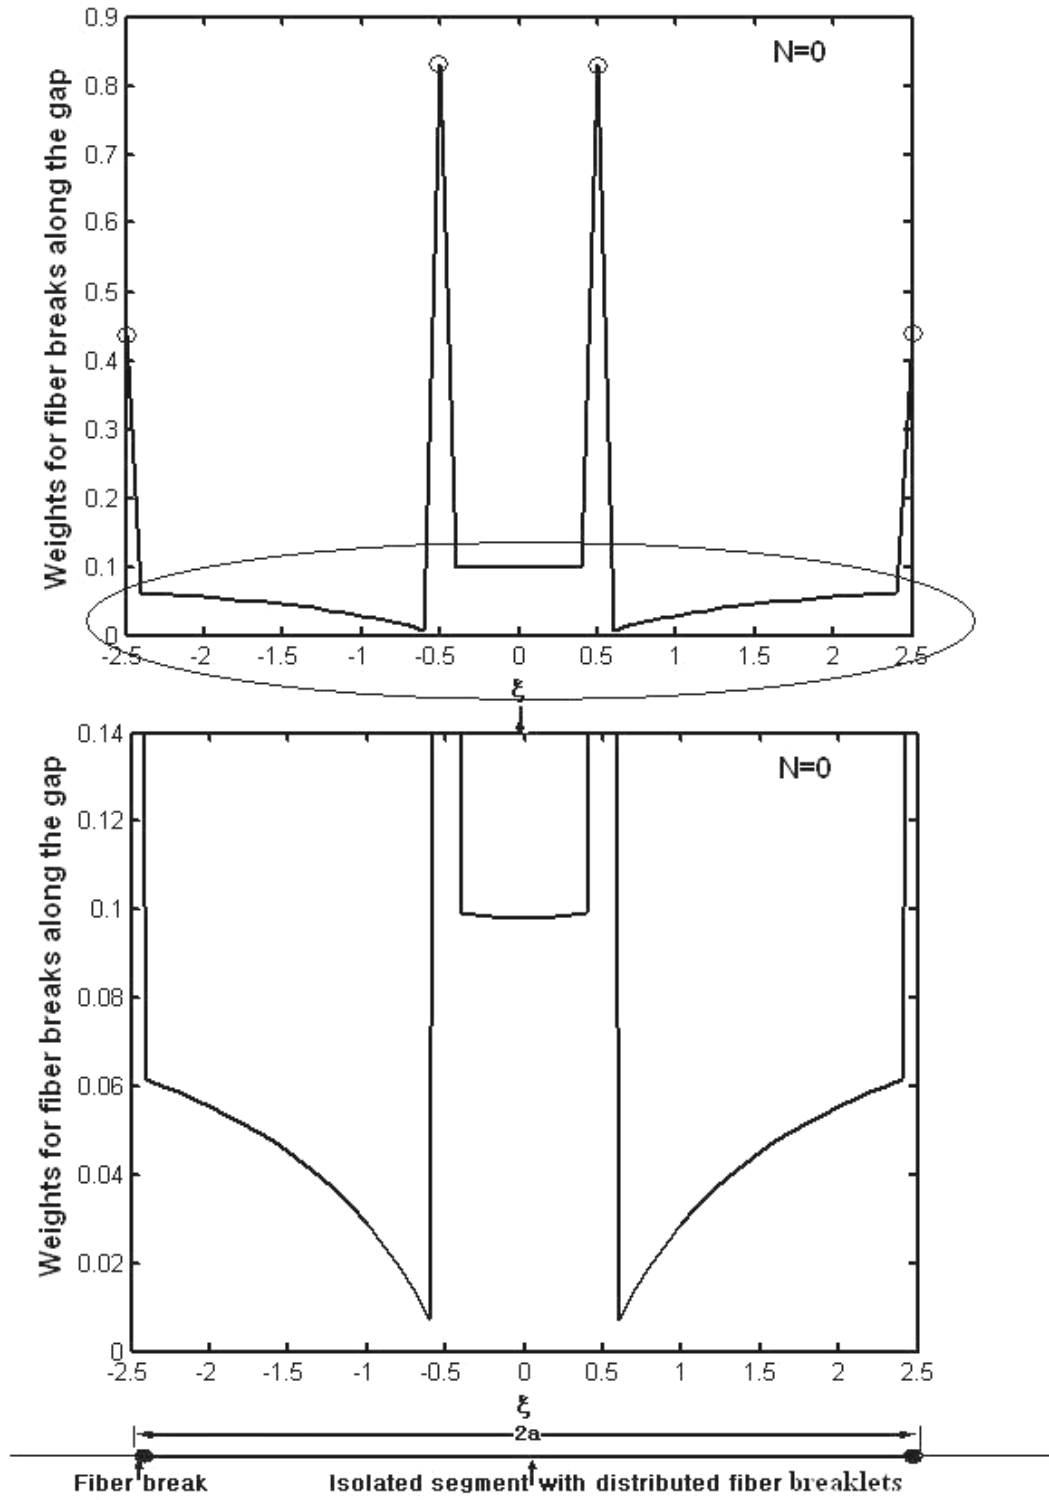 Weights for fiber breaks along the gap
0.9
0.8
0.7
0.6
0.5
0.4
0.3
0.2
0.1
0
N=0
-2.5 -2 -1.5 -1 -0.5 0 0.5 1 1.5 2 2.5
ξ
Weights for fiber breaks along the gap
0.14
0.12
0.1
0.08
0.06
0.04
0.02
0
N=0
-2.5 -2 -1.5 -1 -0.5 0 0.5 1 1.5 2 2.5
ξ
2a
Fiber break
Isolated segment with distributed fiber breaklets